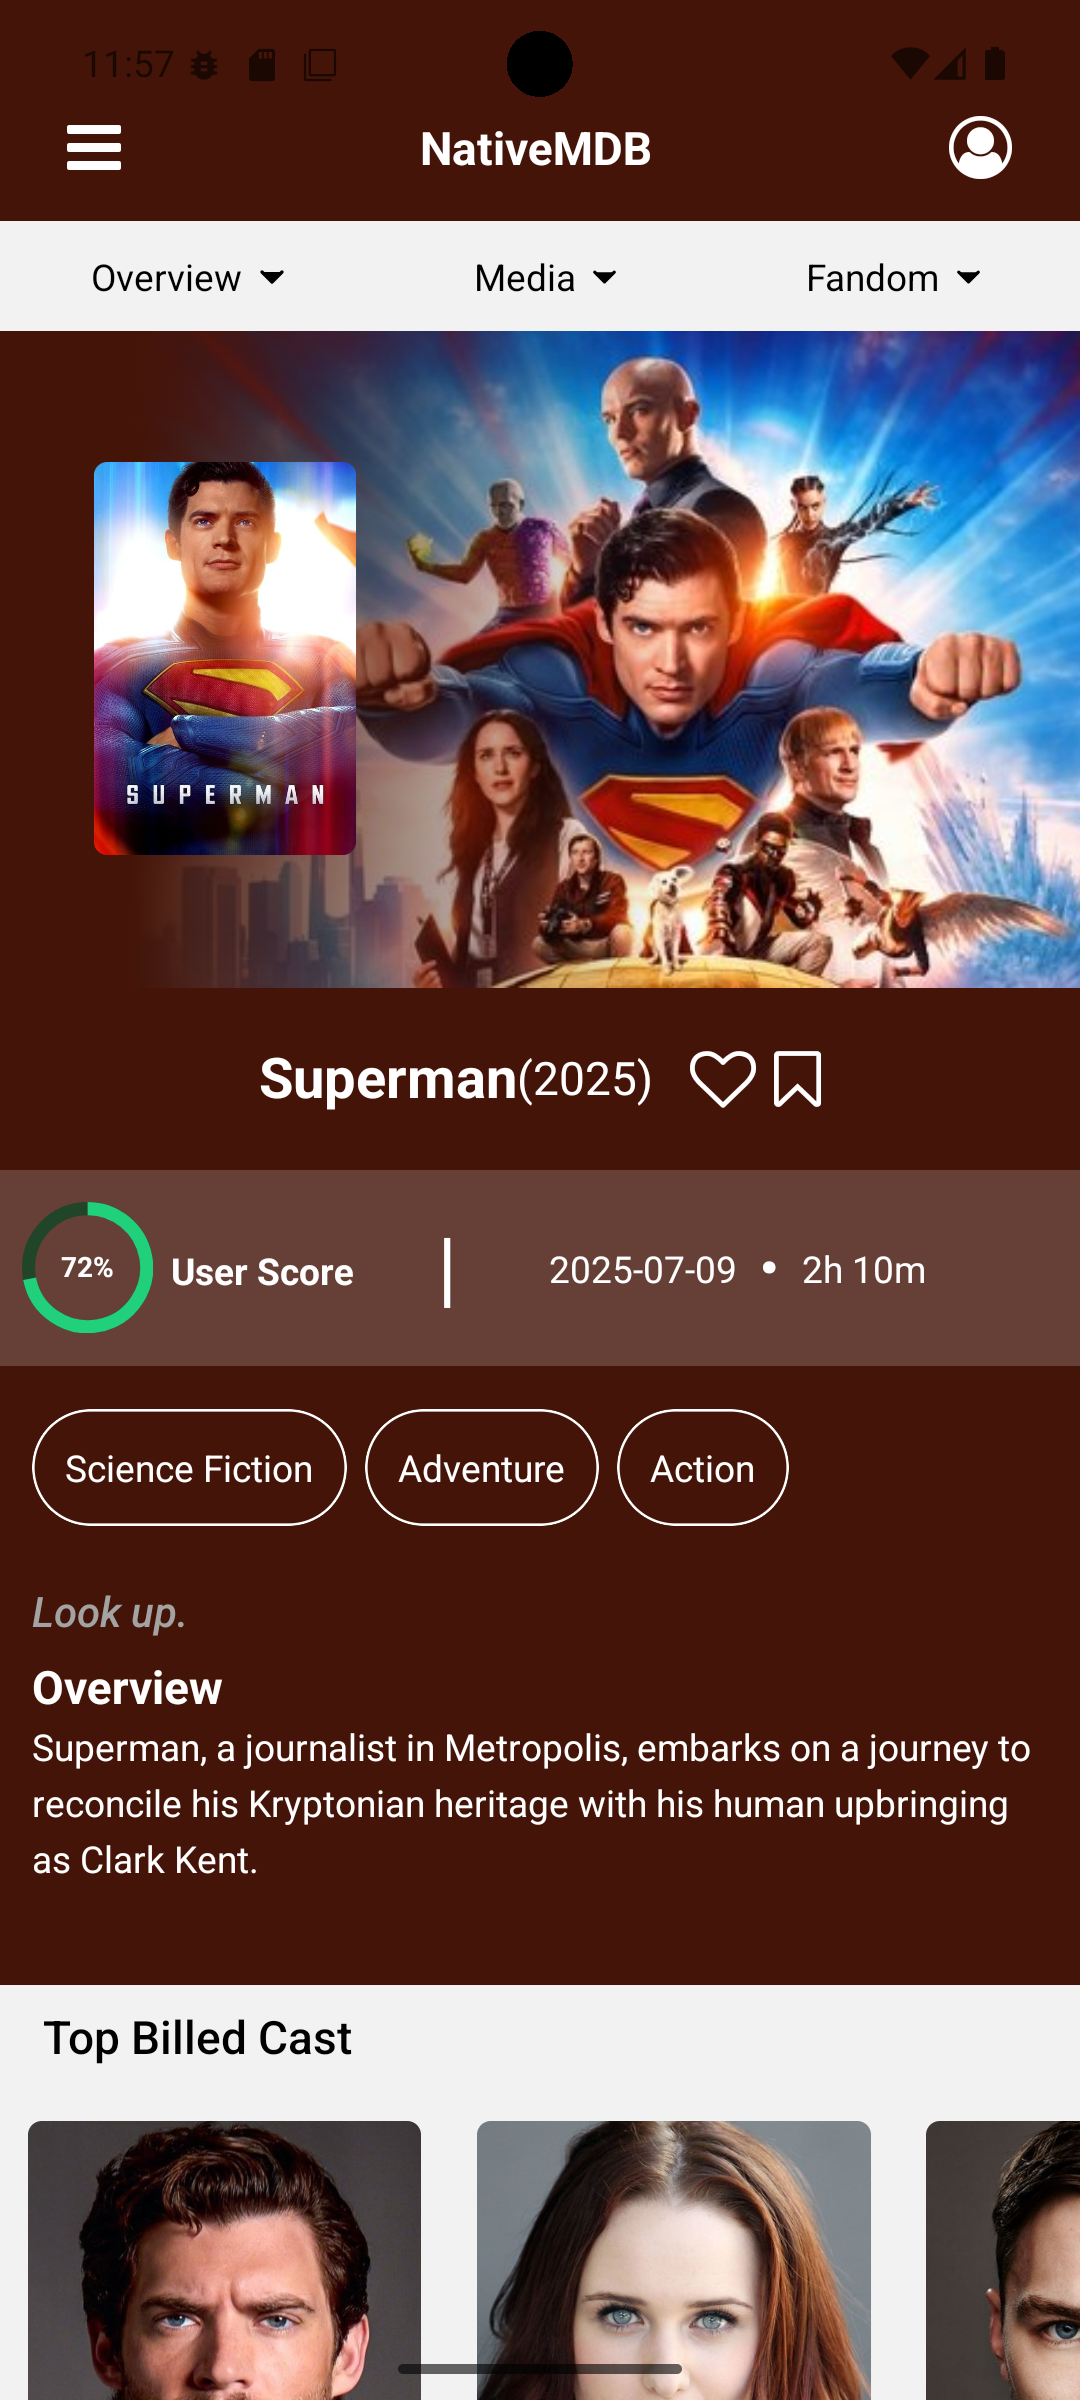 11:57
NativeMDB
Overview Media Fandom
SUPERMAN
Superman(2025)
72% User Score | 2025-07-09 • 2h 10m
Science Fiction Adventure Action
Look up.
Overview
Superman, a journalist in Metropolis, embarks on a journey to
reconcile his Kryptonian heritage with his human upbringing
as Clark Kent.
Top Billed Cast